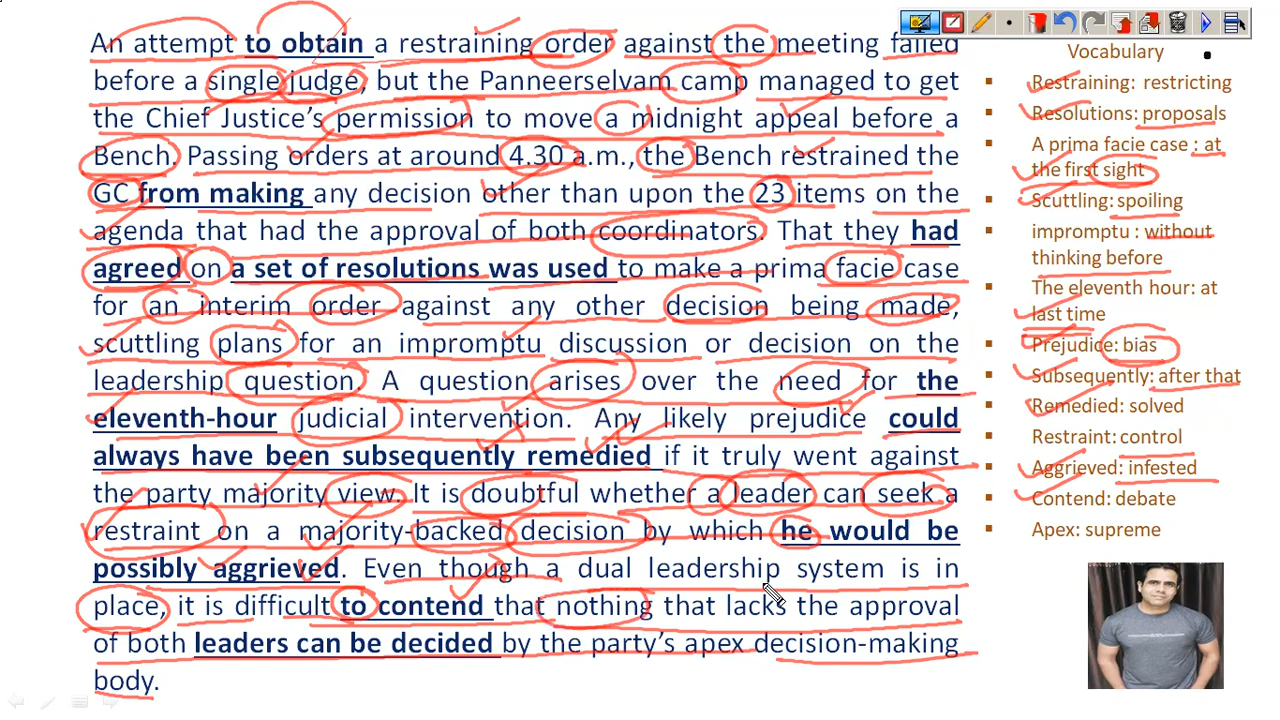 An attempt to obtain a restraining order against the meeting failed
before a single judge, but the Panneerselvam camp managed to get
the Chief Justice's permission to move a midnight appeal before a
Bench. Passing orders at around 4.30 a.m., the Bench restrained the
GC from making any decision other than upon the 23 items on the
agenda that had the approval of both coordinators. That they had
agreed on a set of resolutions was used to make a prima facie case
for an interim order against any other decision being made,
scuttling plans for an impromptu discussion or decision on the
leadership question. A question arises over the need for the
eleventh-hour judicial intervention. Any likely prejudice could
always have been subsequently remedied if it truly went against
the party majority view. It is doubtful whether a leader can seek a
restraint on a majority-backed decision by which he would be
possibly aggrieved. Even though a dual leadership system is in
place, it is difficult to contend that nothing that lacks the approval
of both leaders can be decided by the party's apex decision-making
body.
Vocabulary
Restraining: restricting
Resolutions: proposals
A prima facie case : at
the first sight
Scuttling: spoiling
impromptu : without
thinking before
The eleventh hour: at
last time
Prejudice: bias
Subsequently: after that
Remedied: solved
Restraint: control
Aggrieved: infested
Contend: debate
Apex: supreme